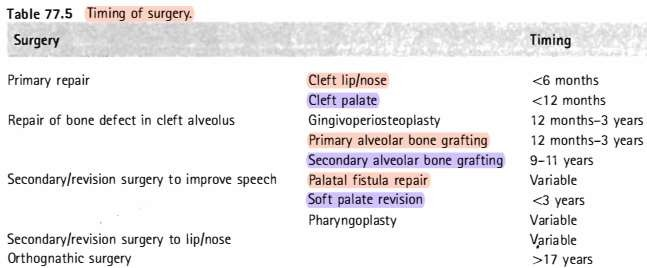 Table 77.5 Timing of surgery.
Surgery Timing
Primary repair Cleft lip/nose <6 months
Cleft palate <12 months
Repair of bone defect in cleft alveolus Gingivoperiosteoplasty 12 months–3 years
Primary alveolar bone grafting 12 months–3 years
Secondary alveolar bone grafting 9–11 years
Secondary/revision surgery to improve speech Palatal fistula repair Variable
Soft palate revision <3 years
Pharyngoplasty Variable
Secondary/revision surgery to lip/nose Variable
Orthognathic surgery >17 years